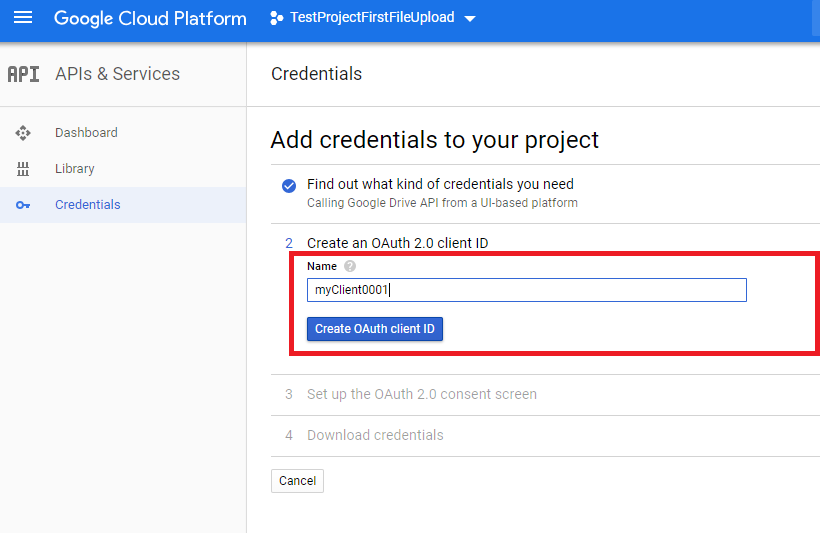 Google Cloud Platform
TestProjectFirstFileUpload
API APIs & Services
Credentials
Dashboard
Library
Credentials
Add credentials to your project
Find out what kind of credentials you need
Calling Google Drive API from a UI-based platform
2 Create an OAuth 2.0 client ID
Name ?
myClient0001
Create OAuth client ID
3 Set up the OAuth 2.0 consent screen
4 Download credentials
Cancel